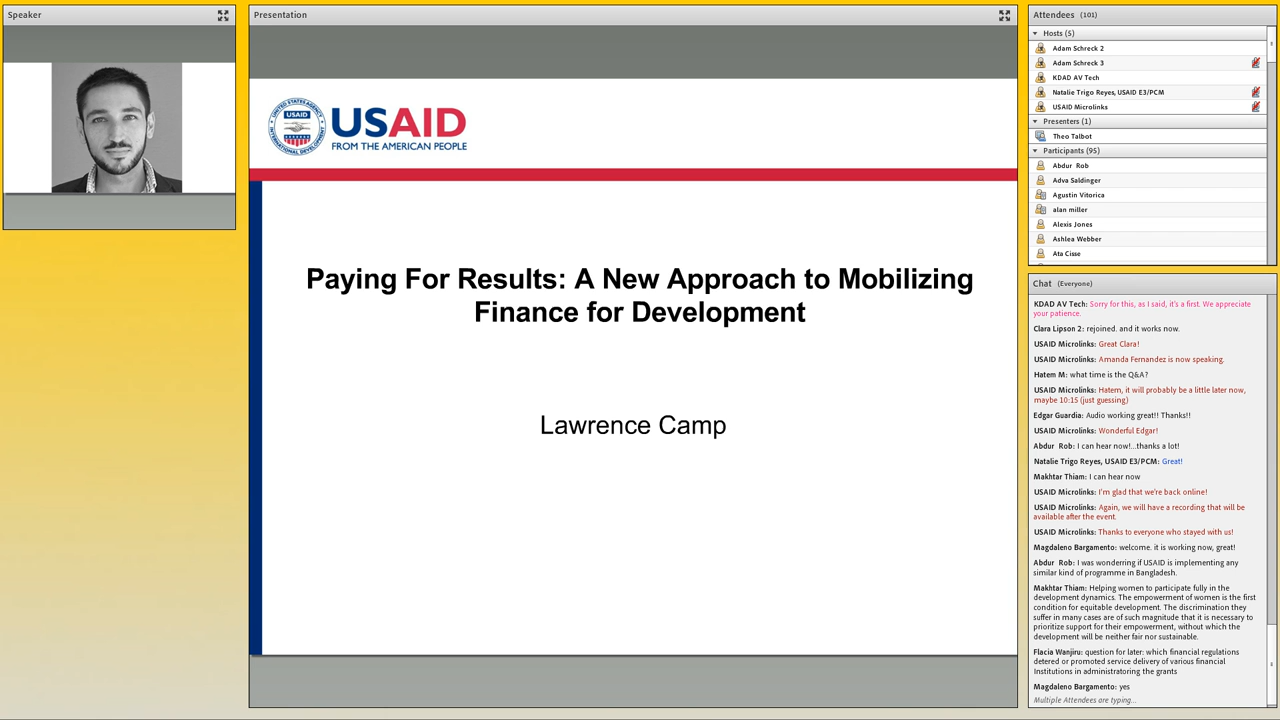 Speaker
Presentation
USAID
UNITED STATES AGENCY
INTERNATIONAL DEVELOPMENT
USAID
FROM THE AMERICAN PEOPLE
Paying For Results: A New Approach to Mobilizing
Finance for Development
Lawrence Camp
Attendees (101)
Hosts (5)
Adam Schreck 2
Adam Schreck 3
KDAD AV Tech
Natalie Trigo Reyes, USAID E3/PCM
USAID Microlinks
Presenters (1)
Theo Talbot
Participants (95)
Abdur Rob
Adva Saldinger
Agustin Vitorica
alan miller
Alexis Jones
Ashlea Webber
Ata Cisse
Chat (Everyone)
KDAD AV Tech: Sorry for this, as I said, it's a first. We appreciate
your patience.
Clara Lipson 2: rejoined. and it works now.
USAID Microlinks: Great Clara!
USAID Microlinks: Amanda Fernandez is now speaking.
Hatem M: what time is the Q&A?
USAID Microlinks: Hatem, it will probably be a little later now,
maybe 10:15 (just guessing)
Edgar Guardia: Audio working great!! Thanks!!
USAID Microlinks: Wonderful Edgar!
Abdur Rob: I can hear now!...thanks a lot!
Natalie Trigo Reyes, USAID E3/PCM: Great!
Makhtar Thiam: I can hear now
USAID Microlinks: I'm glad that we're back online!
USAID Microlinks: Again, we will have a recording that will be
available after the event.
USAID Microlinks: Thanks to everyone who stayed with us!
Magdaleno Bargamento: welcome. it is working now, great!
Abdur Rob: I was wonderring if USAID is implementing any
similar kind of programme in Bangladesh.
Makhtar Thiam: Helping women to participate fully in the
development dynamics. The empowerment of women is the first
condition for equitable development. The discrimination they
suffer in many cases are of such magnitude that it is necessary to
prioritize support for their empowerment, without which the
development will be neither fair nor sustainable.
Flacia Wanjiru: question for later: which financial regulations
detered or promoted service delivery of various financial
Institutions in administratoring the grants
Magdaleno Bargamento: yes
Multiple Attendees are typing...